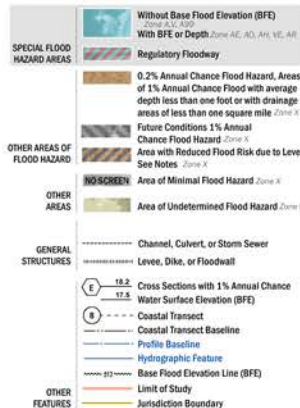 Without Base Flood Elevation (BFE)
Zone A,V, A99
With BFE or Depth Zone AE, AO, AH, VE, AR
SPECIAL FLOOD
HAZARD AREAS
Regulatory Floodway
0.2% Annual Chance Flood Hazard, Areas
of 1% Annual Chance Flood with average
depth less than one foot or with drainage
areas of less than one square mile Zone X
Future Conditions 1% Annual
Chance Flood Hazard Zone X
OTHER AREAS OF
FLOOD HAZARD
Area with Reduced Flood Risk due to Leve
See Notes Zone X
NO SCREEN Area of Minimal Flood Hazard Zone X
OTHER
AREAS
Area of Undetermined Flood Hazard Zone
GENERAL
STRUCTURES
Channel, Culvert, or Storm Sewer
Levee, Dike, or Floodwall
E 18.2 Cross Sections with 1% Annual Chance
17.5 Water Surface Elevation (BFE)
8 Coastal Transect
Coastal Transect Baseline
Profile Baseline
Hydrographic Feature
513 Base Flood Elevation Line (BFE)
OTHER
FEATURES
Limit of Study
Jurisdiction Boundary